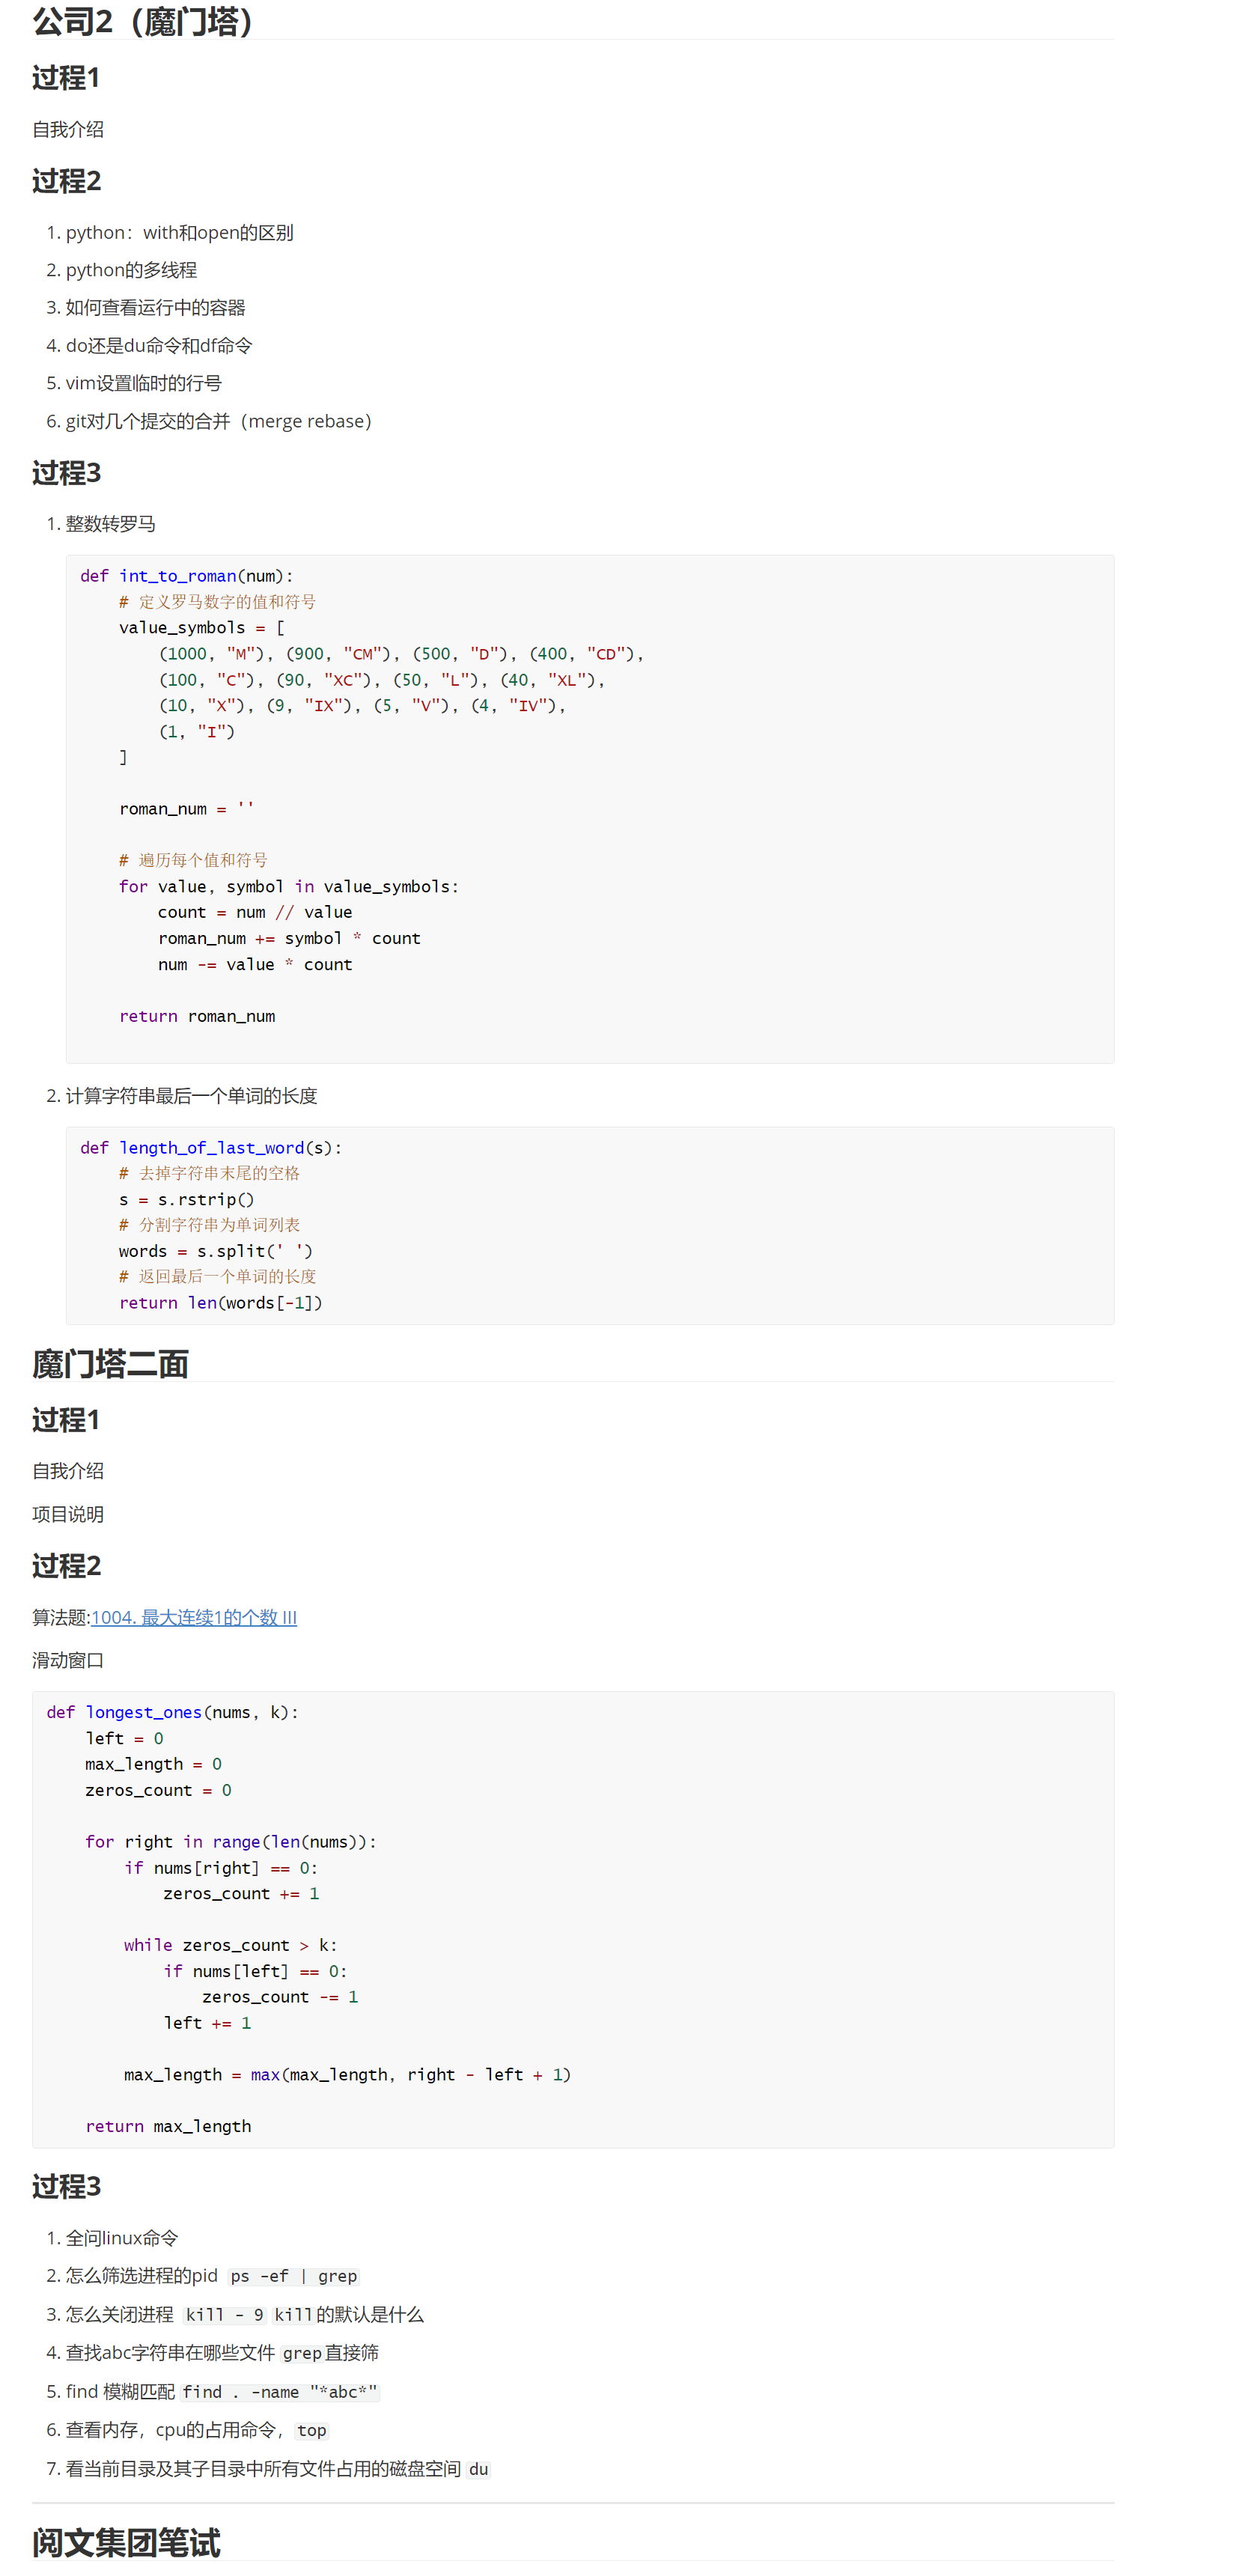 公司2（魔门塔）
过程1
自我介绍
过程2
1. python：with和open的区别
2. python的多线程
3. 如何查看运行中的容器
4. do还是du命令和df命令
5. vim设置临时的行号
6. git对几个提交的合并（merge rebase）
过程3
1. 整数转罗马
def int_to_roman(num):
    # 定义罗马数字的值和符号
    value_symbols = [
        (1000, "M"), (900, "CM"), (500, "D"), (400, "CD"),
        (100, "C"), (90, "XC"), (50, "L"), (40, "XL"),
        (10, "X"), (9, "IX"), (5, "V"), (4, "IV"),
        (1, "I")
    ]
    roman_num = ''
    # 遍历每个值和符号
    for value, symbol in value_symbols:
        count = num // value
        roman_num += symbol * count
        num -= value * count
    return roman_num
2. 计算字符串最后一个单词的长度
def length_of_last_word(s):
    # 去掉字符串末尾的空格
    s = s.rstrip()
    # 分割字符串为单词列表
    words = s.split(' ')
    # 返回最后一个单词的长度
    return len(words[-1])
魔门塔二面
过程1
自我介绍
项目说明
过程2
算法题:1004. 最大连续1的个数 III
滑动窗口
def longest_ones(nums, k):
    left = 0
    max_length = 0
    zeros_count = 0
    for right in range(len(nums)):
        if nums[right] == 0:
            zeros_count += 1
        while zeros_count > k:
            if nums[left] == 0:
                zeros_count -= 1
            left += 1
        max_length = max(max_length, right - left + 1)
    return max_length
过程3
1. 全问linux命令
2. 怎么筛选进程的pid ps -ef | grep
3. 怎么关闭进程 kill - 9 kill的默认是什么
4. 查找abc字符串在哪些文件 grep直接筛
5. find 模糊匹配 find . -name "*abc*"
6. 查看内存，cpu的占用命令，top
7. 看当前目录及其子目录中所有文件占用的磁盘空间 du
阅文集团笔试